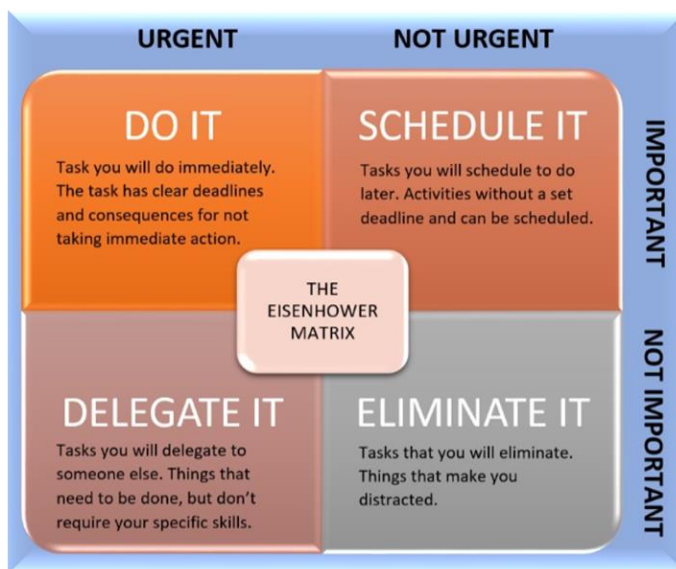 URGENT
NOT URGENT
DO IT
Task you will do immediately.
The task has clear deadlines
and consequences for not
taking immediate action.
SCHEDULE IT
Tasks you will schedule to do
later. Activities without a set
deadline and can be scheduled.
IMPORTANT
THE
EISENHOWER
MATRIX
DELEGATE IT
Tasks you will delegate to
someone else. Things that
need to be done, but don’t
require your specific skills.
ELIMINATE IT
Tasks that you will eliminate.
Things that make you
distracted.
NOT IMPORTANT